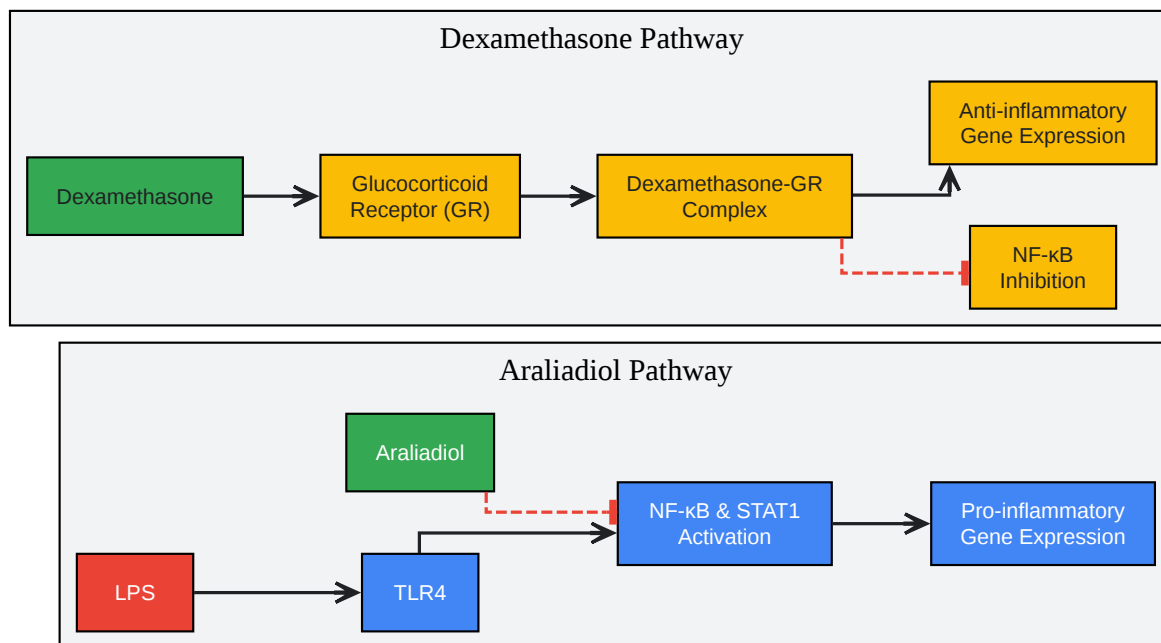 Dexamethasone Pathway
Anti-inflammatory
Gene Expression
Dexamethasone
Glucocorticoid
Receptor (GR)
Dexamethasone-GR
Complex
NF-κB
Inhibition
Araliadiol Pathway
Araliadiol
NF-κB & STAT1
Activation
Pro-inflammatory
Gene Expression
LPS
TLR4